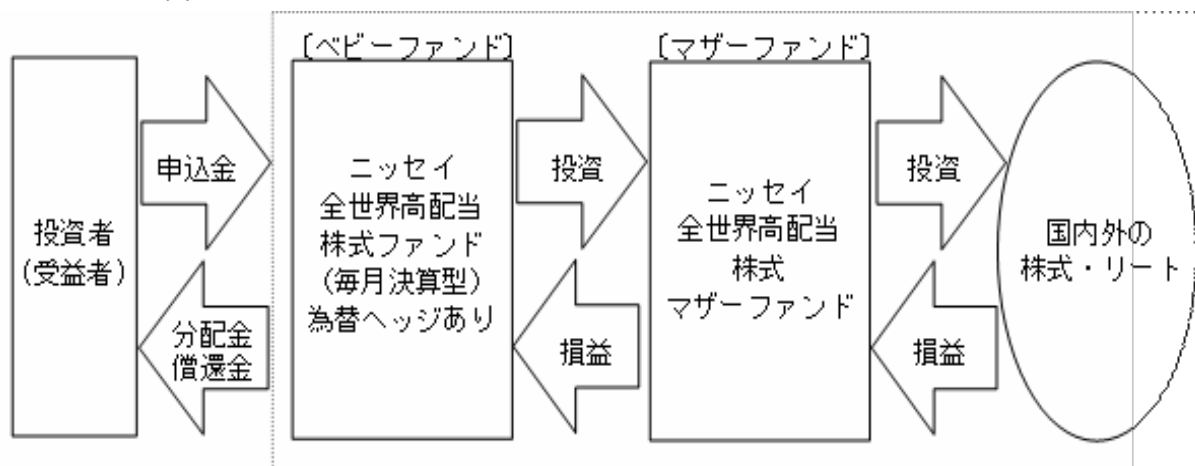 〔ベビーファンド〕
〔マザーファンド〕
投資者
（受益者）
申込金
分配金
償還金
ニッセイ
全世界高配当
株式ファンド
（毎月決算型）
為替ヘッジあり
投資
損益
ニッセイ
全世界高配当
株式
マザーファンド
投資
損益
国内外の
株式・リート